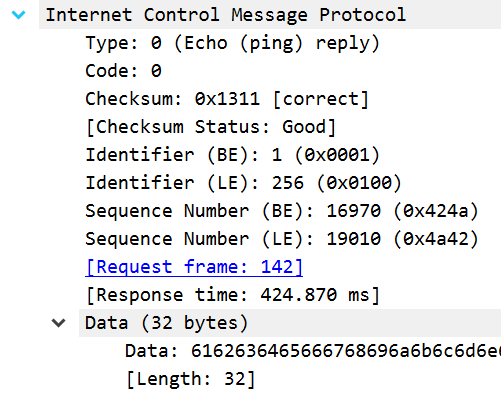 Internet Control Message Protocol
Type: 0 (Echo (ping) reply)
Code: 0
Checksum: 0x1311 [correct]
[Checksum Status: Good]
Identifier (BE): 1 (0x0001)
Identifier (LE): 256 (0x0100)
Sequence Number (BE): 16970 (0x424a)
Sequence Number (LE): 19010 (0x4a42)
[Request frame: 142]
[Response time: 424.870 ms]
Data (32 bytes)
Data: 6162636465666768696a6b6c6d6e6
[Length: 32]